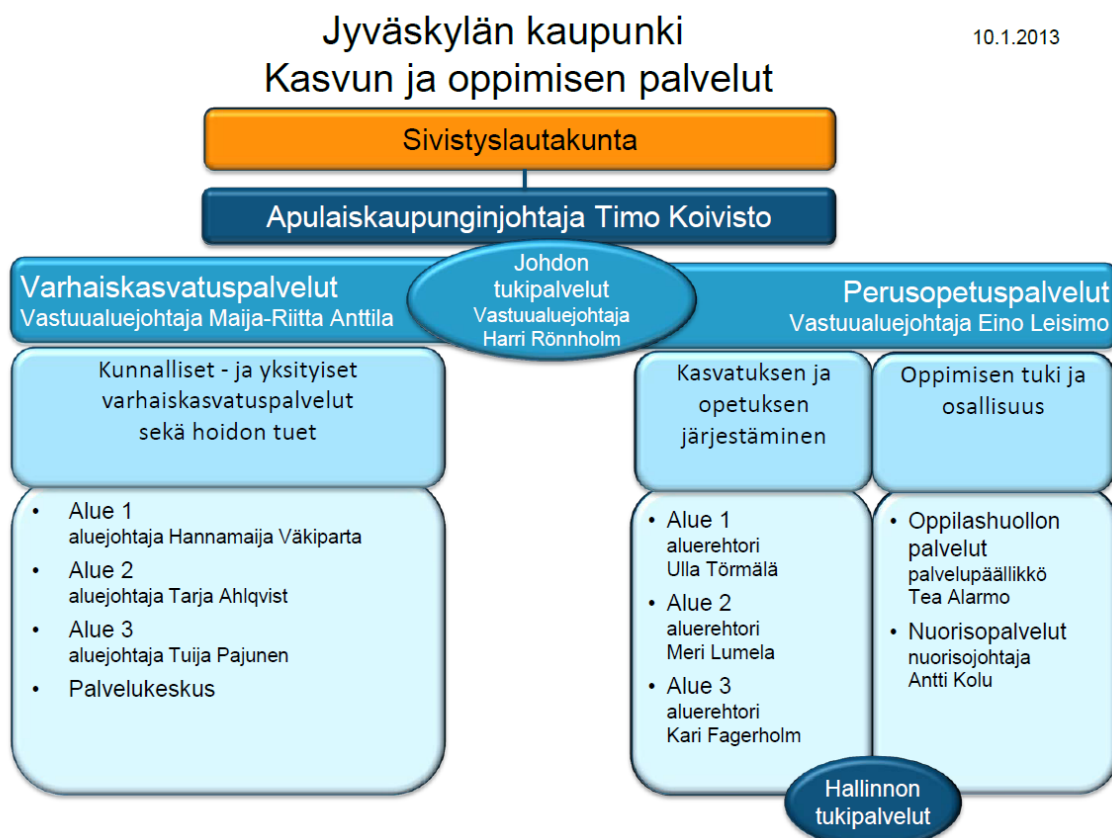 Jyväskylän kaupunki
Kasvun ja oppimisen palvelut
10.1.2013
Sivistyslautakunta
Apulaiskaupunginjohtaja Timo Koivisto
Johdon
tukipalvelut
Vastuualuejohtaja
Harri Rönnholm
Varhaiskasvatuspalvelut
Vastuualuejohtaja Maija-Riitta Anttila
Perusopetuspalvelut
Vastuualuejohtaja Eino Leisimo
Kunnalliset - ja yksityiset
varhaiskasvatuspalvelut
sekä hoidon tuet
• Alue 1
aluejohtaja Hannamaija Väkiparta
• Alue 2
aluejohtaja Tarja Ahlqvist
• Alue 3
aluejohtaja Tuija Pajunen
• Palvelukeskus
Kasvatuksen ja
opetuksen
järjestäminen
• Alue 1
aluerehtori
Ulla Törmälä
• Alue 2
aluerehtori
Meri Lumela
• Alue 3
aluerehtori
Kari Fagerholm
Oppimisen tuki ja
osallisuus
• Oppilashuollon
palvelut
palvelupäällikkö
Tea Alarmo
• Nuorisopalvelut
nuorisojohtaja
Antti Kolu
Hallinnon
tukipalvelut